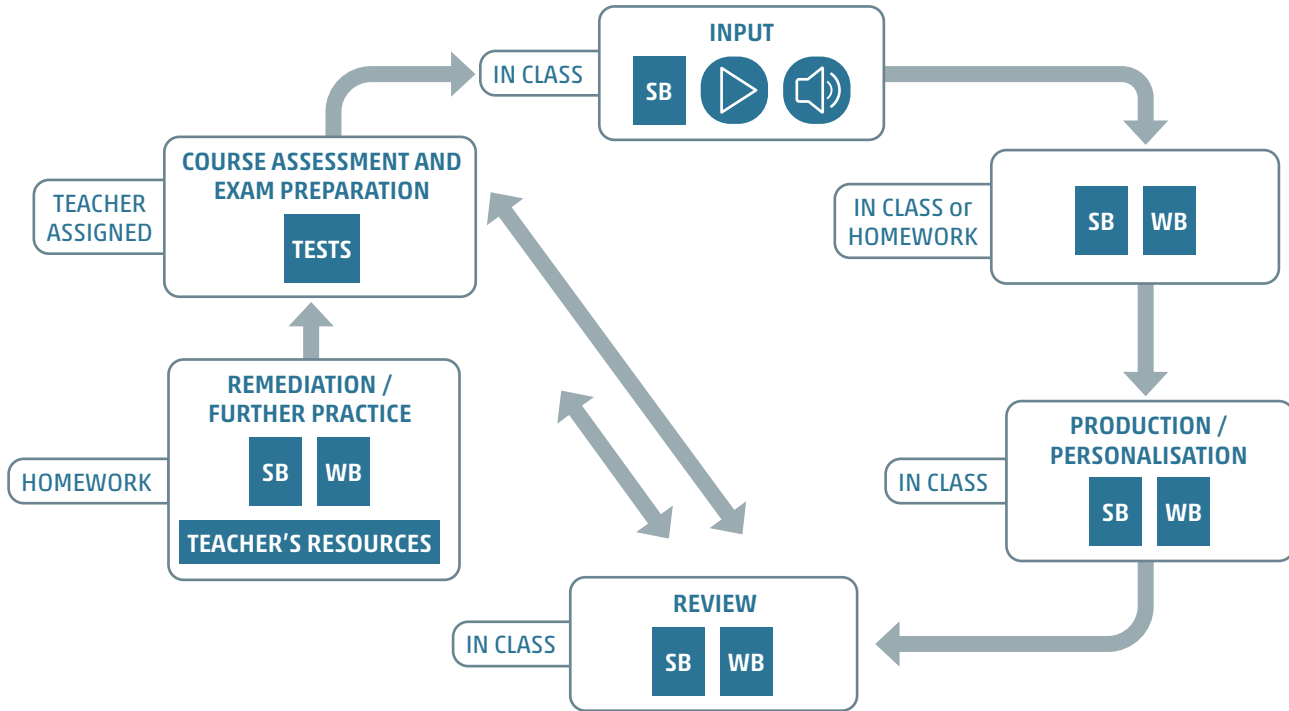 INPUT
IN CLASS
SB
COURSE ASSESSMENT AND
EXAM PREPARATION
TEACHER
ASSIGNED
TESTS
IN CLASS or
HOMEWORK
SB WB
REMEDIATION /
FURTHER PRACTICE
HOMEWORK
SB WB
TEACHER'S RESOURCES
PRODUCTION /
PERSONALISATION
IN CLASS
SB WB
REVIEW
IN CLASS
SB WB